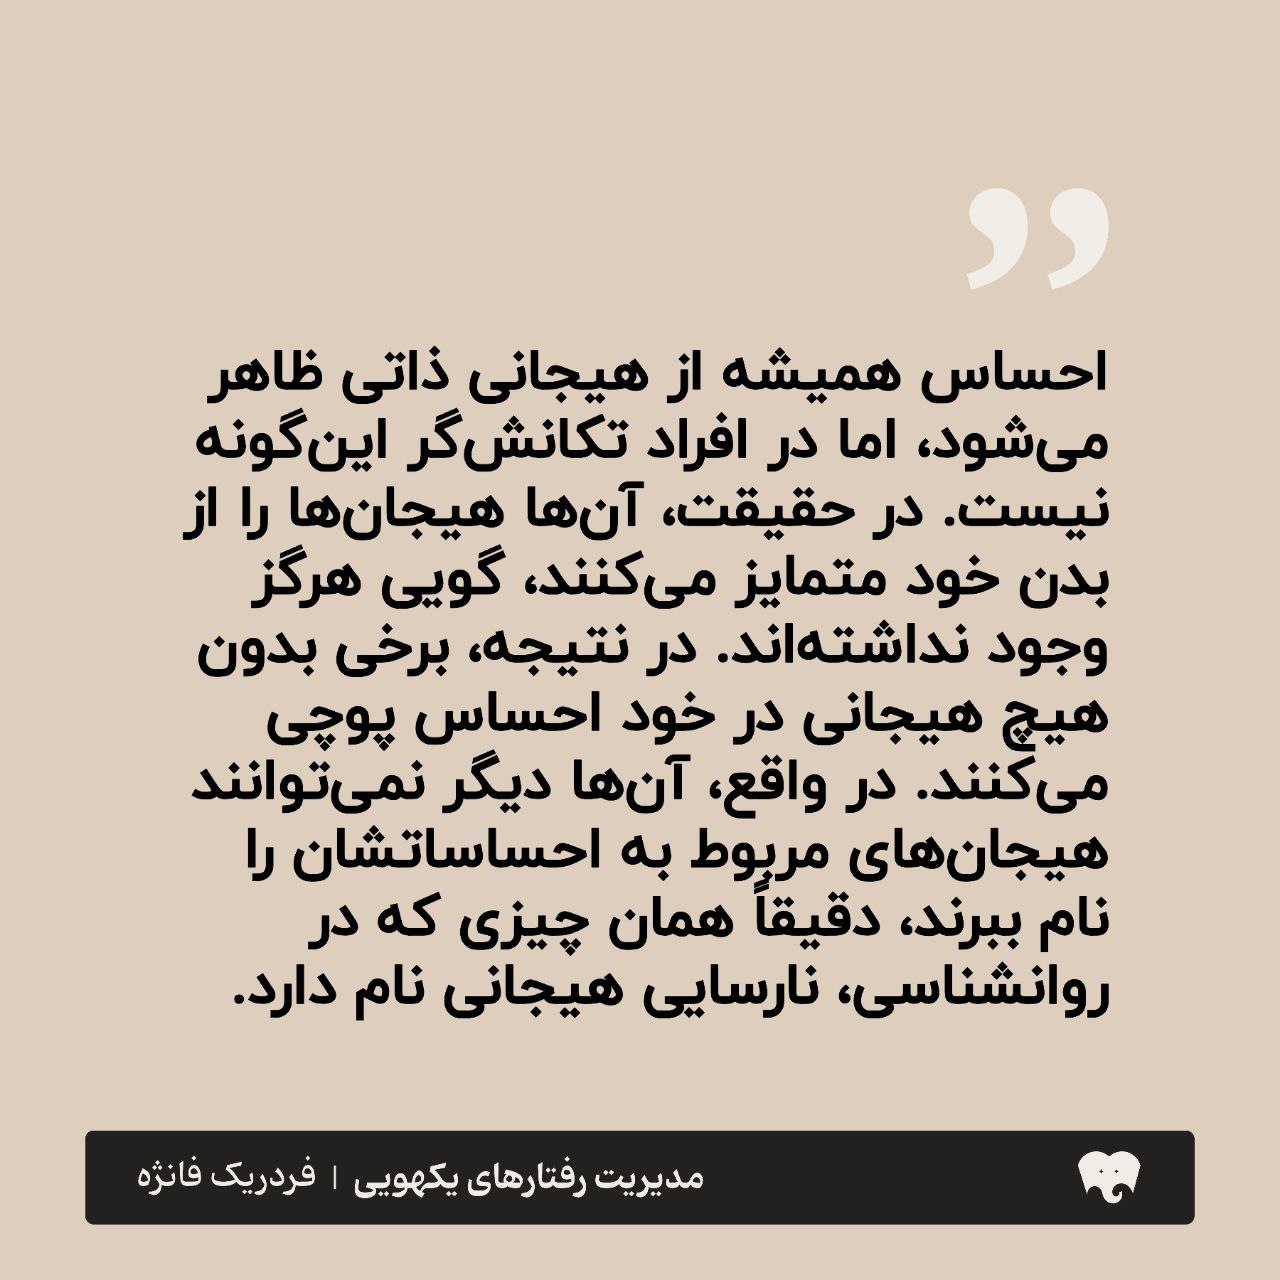 احساس همیشه از هیجانی ذاتی ظاهر
می‌شود، اما در افراد تکانش‌گر این‌گونه
نیست. در حقیقت، آن‌ها هیجان‌ها را از
بدن خود متمایز می‌کنند، گویی هرگز
وجود نداشته‌اند. در نتیجه، برخی بدون
هیچ هیجانی در خود احساس پوچی
می‌کنند. در واقع، آن‌ها دیگر نمی‌توانند
هیجان‌های مربوط به احساساتشان را
نام ببرند، دقیقاً همان چیزی که در
روانشناسی، نارسایی هیجانی نام دارد.
مدیریت رفتارهای یکهویی | فردریک فانژه